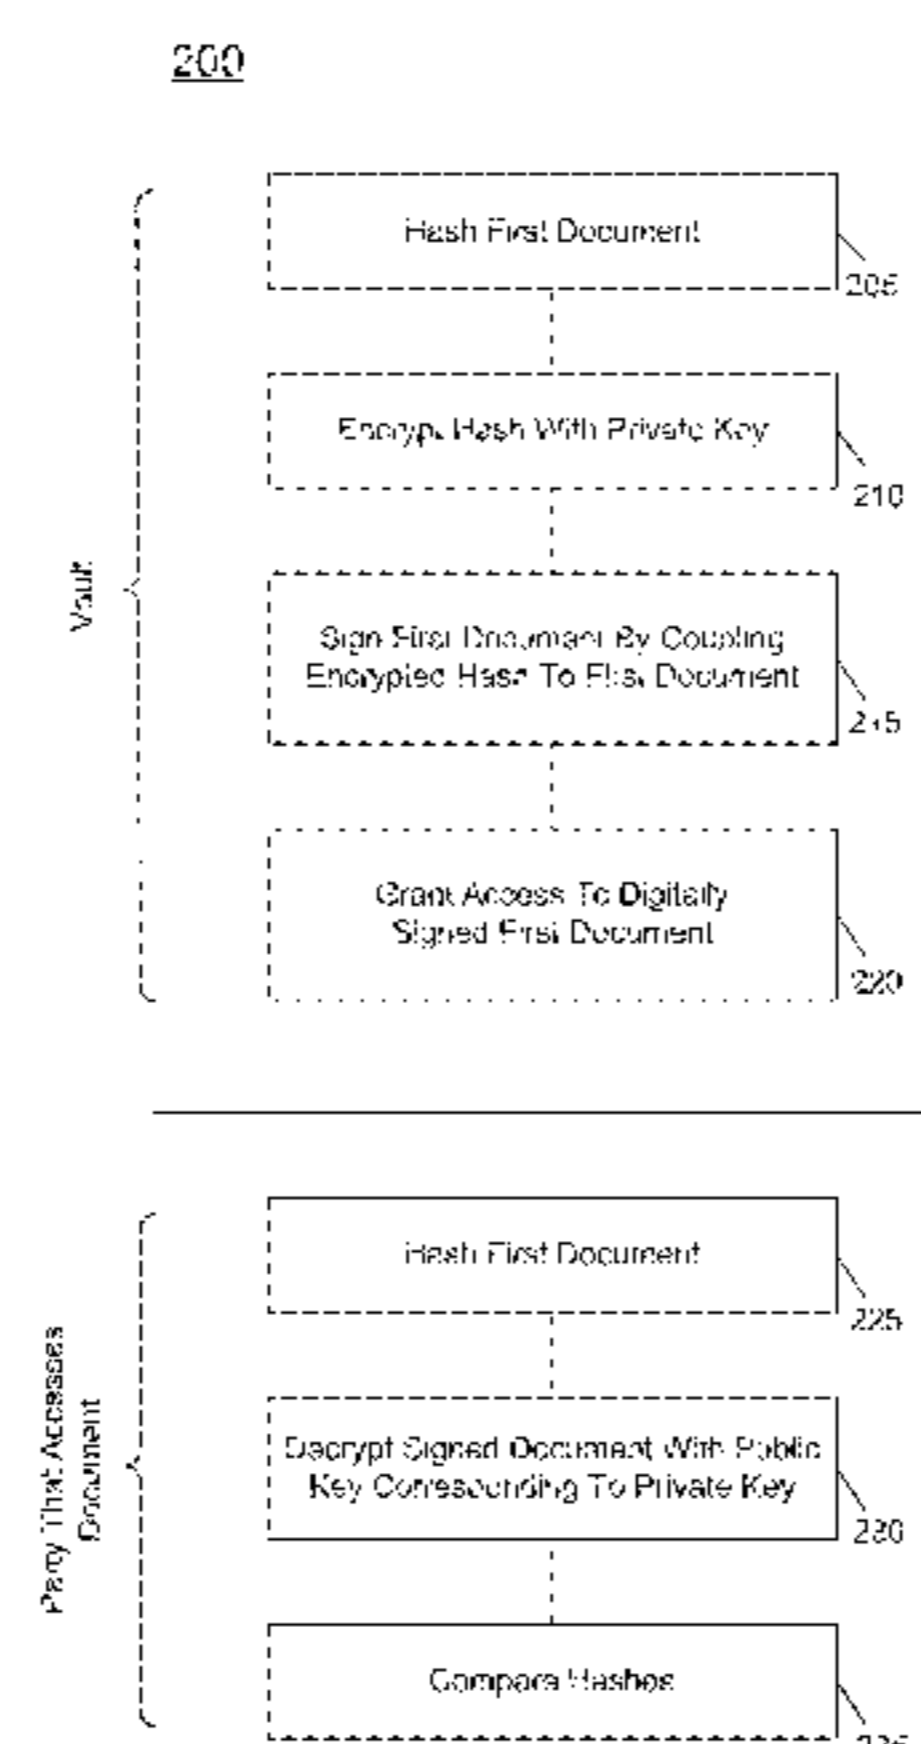 200
Hash First Document
205
Encrypt Hash With Private Key
210
Vault
Sign First Document By Coupling
Encrypted Hash To First Document
215
Grant Access To Digitally
Signed First Document
220
Hash First Document
225
Party That Accesses
Document
Decrypt Signed Document With Public
Key Corresponding To Private Key
230
Compare Hashes